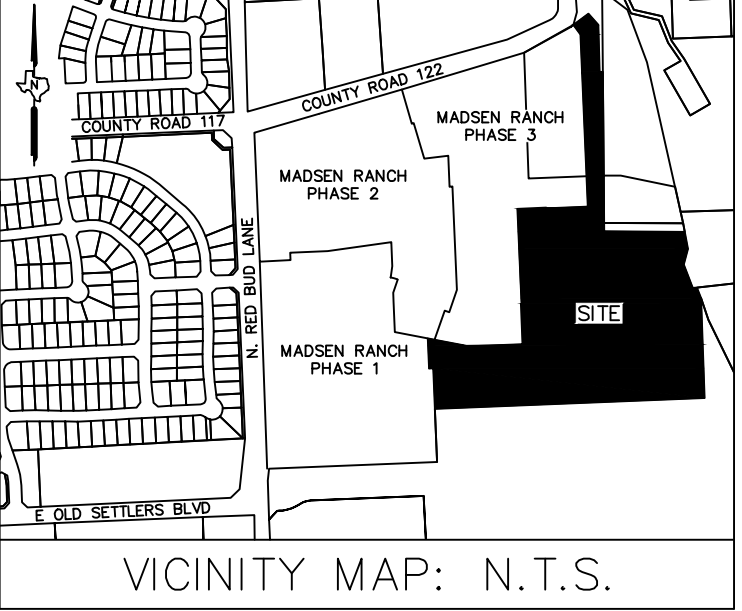 N
COUNTY ROAD 122
COUNTY ROAD 117
MADSEN RANCH
PHASE 3
MADSEN RANCH
PHASE 2
N. RED BUD LANE
SITE
MADSEN RANCH
PHASE 1
E OLD SETTLERS BLVD
VICINITY MAP: N.T.S.